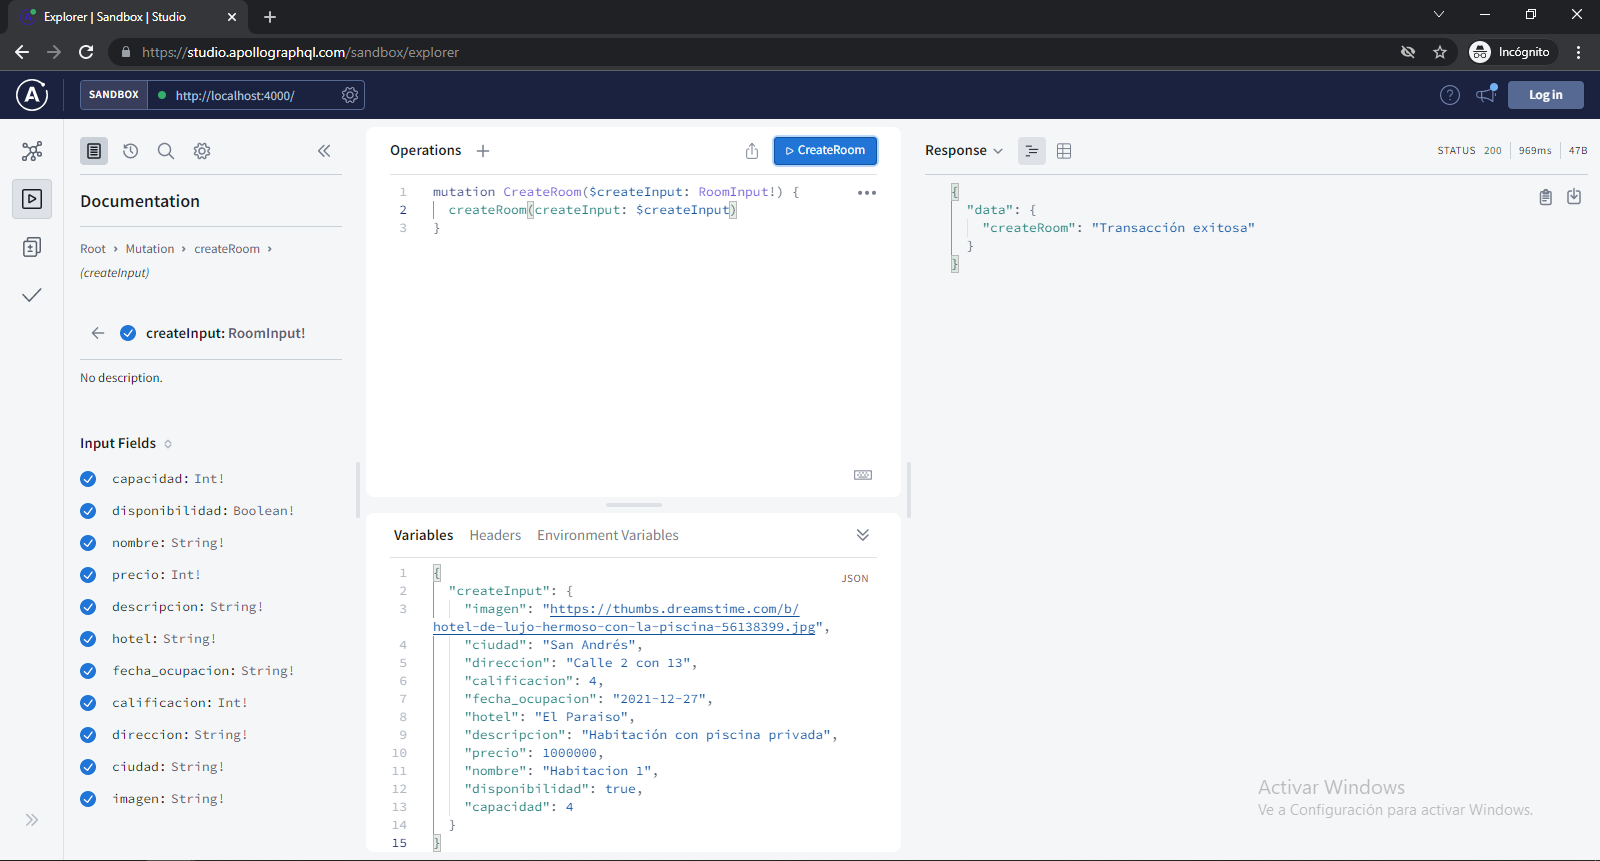 Explorer | Sandbox | Studio
https://studio.apollographql.com/sandbox/explorer
Incógnito
A
SANDBOX
http://localhost:4000/
?
Log in
Documentation
Root › Mutation › createRoom ›
(createInput)
createInput: RoomInput!
No description.
Input Fields
capacidad: Int!
disponibilidad: Boolean!
nombre: String!
precio: Int!
descripcion: String!
hotel: String!
fecha_ocupacion: String!
calificacion: Int!
direccion: String!
ciudad: String!
imagen: String!
Operations
CreateRoom
1 mutation CreateRoom($createInput: RoomInput!) {
2 createRoom(createInput: $createInput)
3 }
Variables Headers Environment Variables
JSON
1 {
2 "createInput": {
3 "imagen": "https://thumbs.dreamstime.com/b/
hotel-de-lujo-hermoso-con-la-piscina-56138399.jpg",
4 "ciudad": "San Andrés",
5 "direccion": "Calle 2 con 13",
6 "calificacion": 4,
7 "fecha_ocupacion": "2021-12-27",
8 "hotel": "El Paraiso",
9 "descripcion": "Habitación con piscina privada",
10 "precio": 1000000,
11 "nombre": "Habitacion 1",
12 "disponibilidad": true,
13 "capacidad": 4
14 }
15 }
Response
STATUS 200 969ms 47B
{
"data": {
"createRoom": "Transacción exitosa"
}
}
Activar Windows
Ve a Configuración para activar Windows.